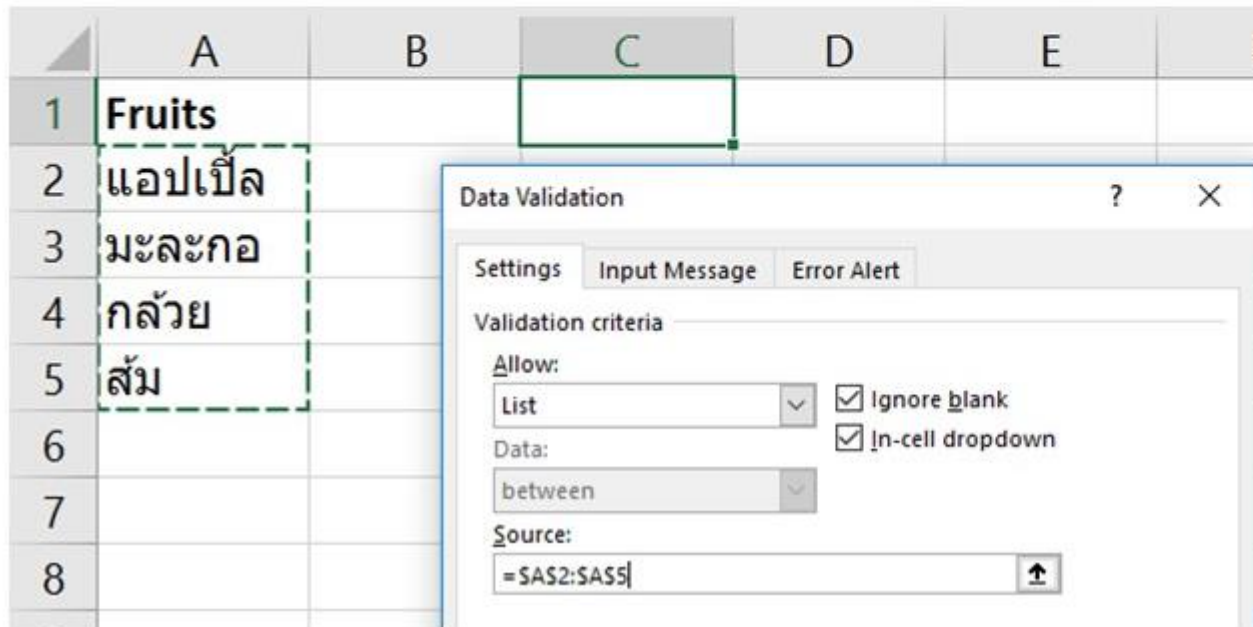 A B C D E
1 Fruits
2 แอปเปิ้ล
3 มะละกอ
4 กล้วย
5 ส้ม
6
7
8
Data Validation ? ×
Settings Input Message Error Alert
Validation criteria
Allow:
List
Ignore blank
In-cell dropdown
Data:
between
Source:
=$A$2:$A$5